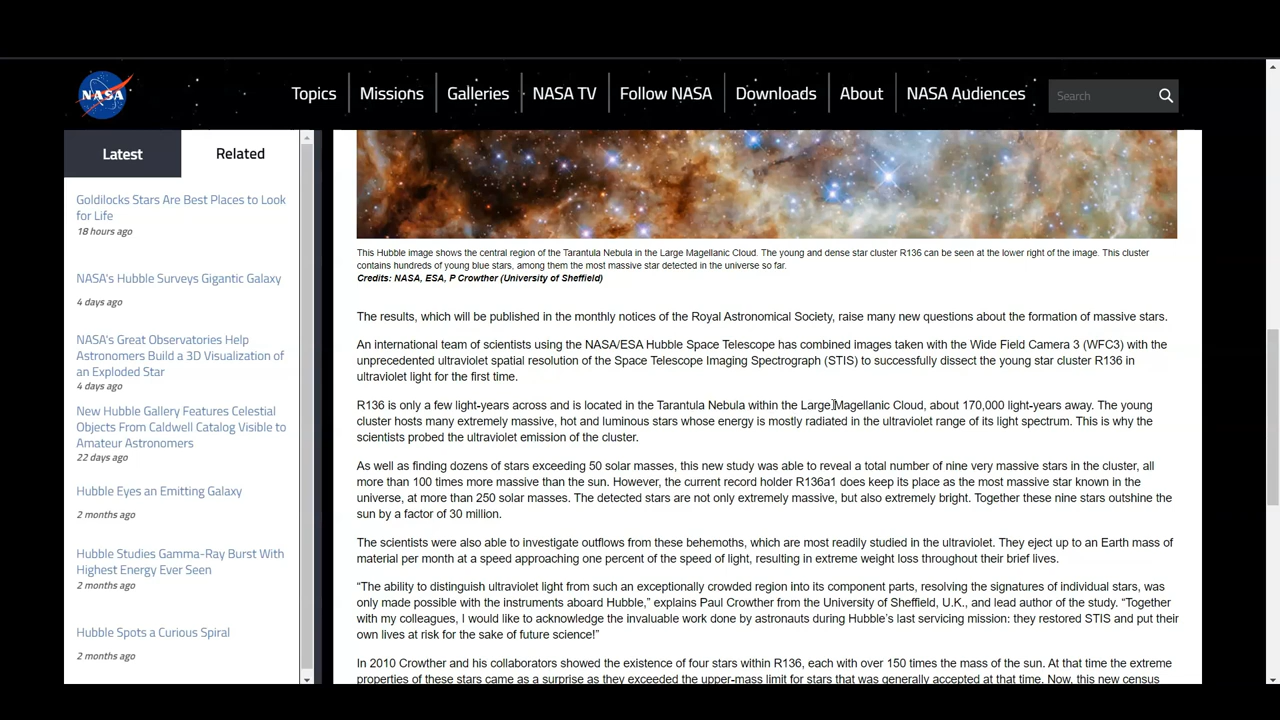 NASA
Topics
Missions
Galleries
NASA TV
Follow NASA
Downloads
About
NASA Audiences
Search
Latest
Related
Goldilocks Stars Are Best Places to Look
for Life
18 hours ago
NASA's Hubble Surveys Gigantic Galaxy
4 days ago
NASA's Great Observatories Help
Astronomers Build a 3D Visualization of
an Exploded Star
4 days ago
New Hubble Gallery Features Celestial
Objects From Caldwell Catalog Visible to
Amateur Astronomers
22 days ago
Hubble Eyes an Emitting Galaxy
2 months ago
Hubble Studies Gamma-Ray Burst With
Highest Energy Ever Seen
2 months ago
Hubble Spots a Curious Spiral
2 months ago
This Hubble image shows the central region of the Tarantula Nebula in the Large Magellanic Cloud. The young and dense star cluster R136 can be seen at the lower right of the image. This cluster
contains hundreds of young blue stars, among them the most massive star detected in the universe so far.
Credits: NASA, ESA, P Crowther (University of Sheffield)
The results, which will be published in the monthly notices of the Royal Astronomical Society, raise many new questions about the formation of massive stars.
An international team of scientists using the NASA/ESA Hubble Space Telescope has combined images taken with the Wide Field Camera 3 (WFC3) with the
unprecedented ultraviolet spatial resolution of the Space Telescope Imaging Spectrograph (STIS) to successfully dissect the young star cluster R136 in
ultraviolet light for the first time.
R136 is only a few light-years across and is located in the Tarantula Nebula within the Large Magellanic Cloud, about 170,000 light-years away. The young
cluster hosts many extremely massive, hot and luminous stars whose energy is mostly radiated in the ultraviolet range of its light spectrum. This is why the
scientists probed the ultraviolet emission of the cluster.
As well as finding dozens of stars exceeding 50 solar masses, this new study was able to reveal a total number of nine very massive stars in the cluster, all
more than 100 times more massive than the sun. However, the current record holder R136a1 does keep its place as the most massive star known in the
universe, at more than 250 solar masses. The detected stars are not only extremely massive, but also extremely bright. Together these nine stars outshine the
sun by a factor of 30 million.
The scientists were also able to investigate outflows from these behemoths, which are most readily studied in the ultraviolet. They eject up to an Earth mass of
material per month at a speed approaching one percent of the speed of light, resulting in extreme weight loss throughout their brief lives.
“The ability to distinguish ultraviolet light from such an exceptionally crowded region into its component parts, resolving the signatures of individual stars, was
only made possible with the instruments aboard Hubble,” explains Paul Crowther from the University of Sheffield, U.K., and lead author of the study. “Together
with my colleagues, I would like to acknowledge the invaluable work done by astronauts during Hubble’s last servicing mission: they restored STIS and put their
own lives at risk for the sake of future science!”
In 2010 Crowther and his collaborators showed the existence of four stars within R136, each with over 150 times the mass of the sun. At that time the extreme
properties of these stars came as a surprise as they exceeded the upper-mass limit for stars that was generally accepted at that time. Now, this new census